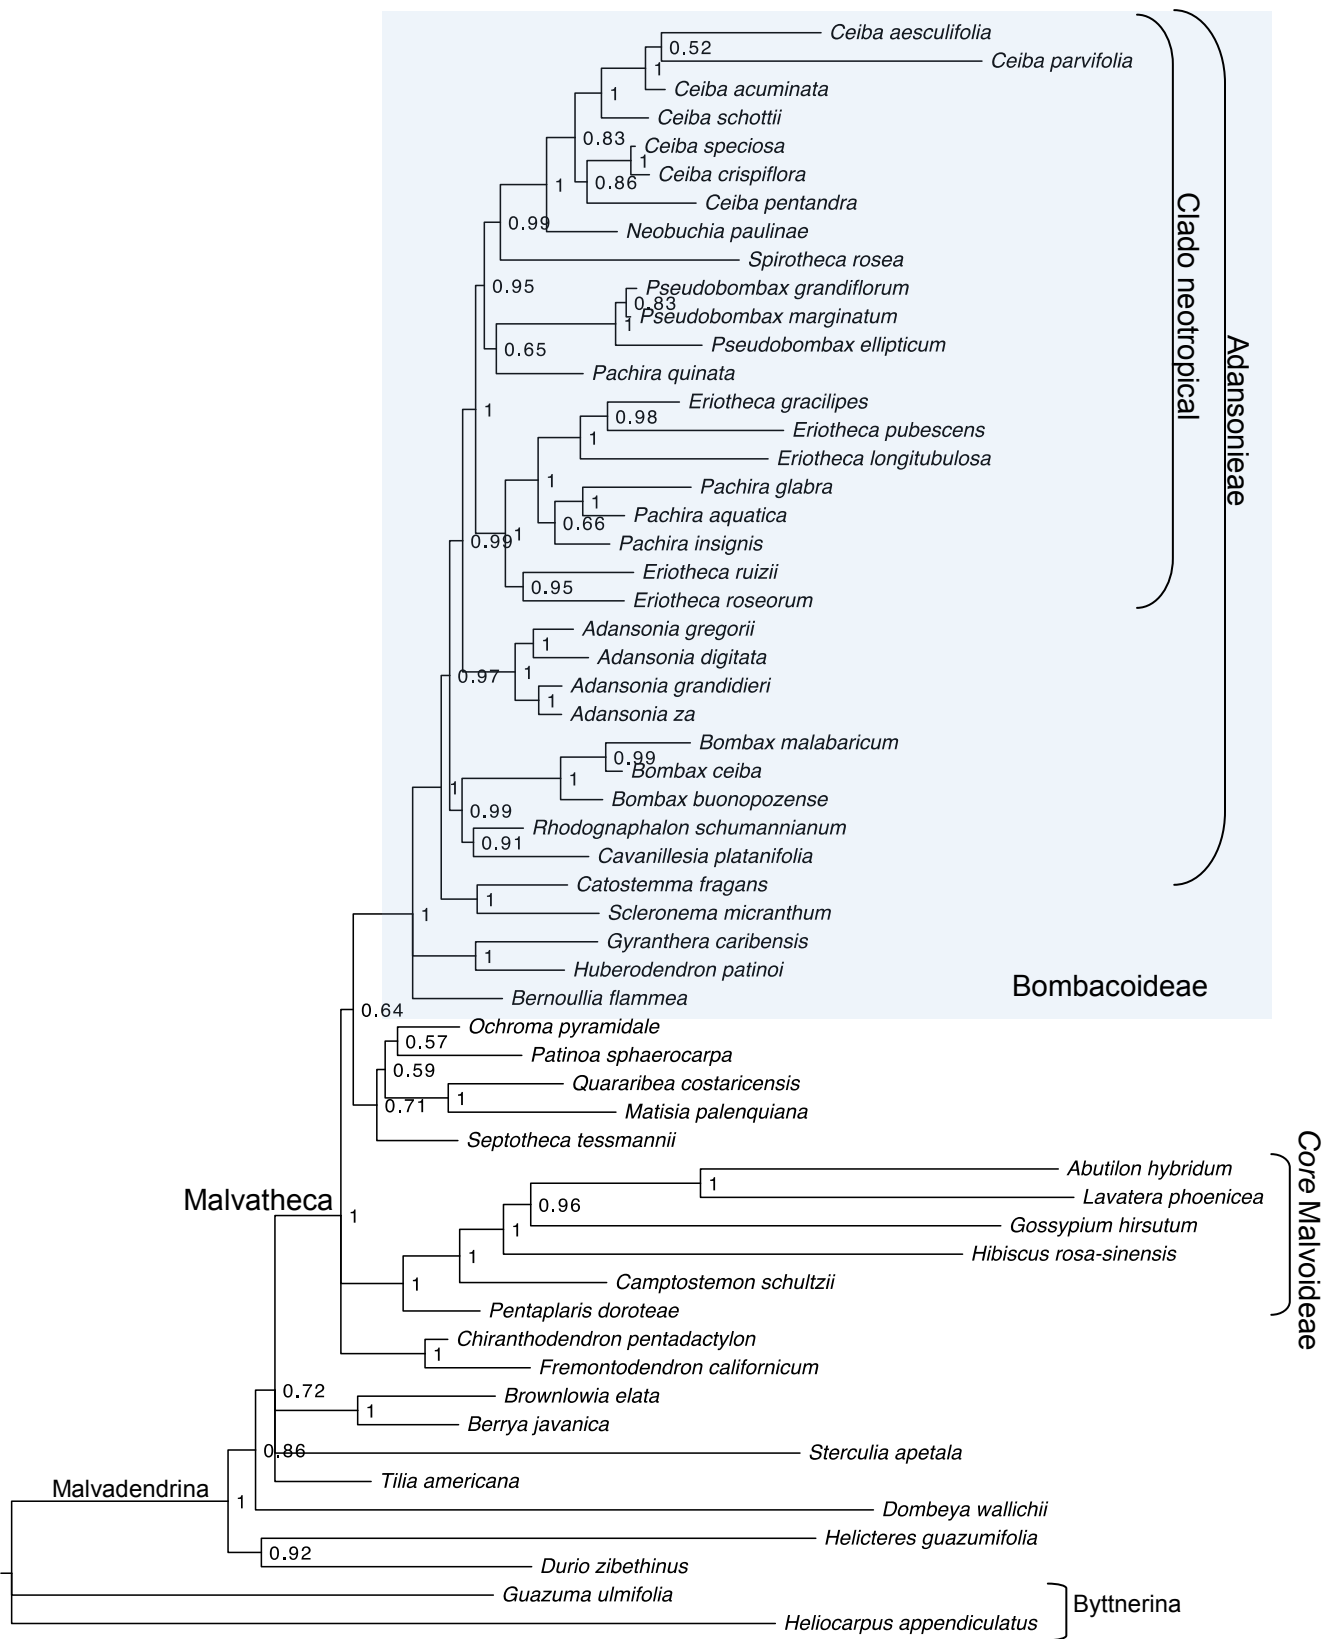 Ceiba aesculifolia
0.52
Ceiba parvifolia
1
Ceiba acuminata
1
Ceiba schottii
0.83
Ceiba speciosa
1
Ceiba crispiflora
0.86
1
Ceiba pentandra
0.99
Neobuchia paulinae
Spirotheca rosea
0.95
Pseudobombax grandiflorum
0.83
Pseudobombax marginatum
1
Pseudobombax ellipticum
0.65
Pachira quinata
1
Eriotheca gracilipes
0.98
Eriotheca pubescens
1
Eriotheca longitubulosa
1
Pachira glabra
1
Pachira aquatica
0.66
Pachira insignis
0.99
1
Eriotheca ruizii
0.95
Eriotheca roseorum
Clado neotropical
Adansonieae
Adansonia gregorii
1
Adansonia digitata
0.97
1
Adansonia grandidieri
1
Adansonia za
Bombax malabaricum
0.99
Bombax ceiba
1
1
Bombax buonopozense
0.99
Rhodognaphalon schumannianum
0.91
Cavanillesia platanifolia
Catostemma fragans
1
Scleronema micranthum
1
Gyranthera caribensis
1
Huberodendron patinoi
Bombacoideae
Bernoullia flammea
0.64
Ochroma pyramidale
0.57
Patinoa sphaerocarpa
0.59
Quararibea costaricensis
1
0.71
Matisia palenquiana
Septotheca tessmannii
Abutilon hybridum
1
Lavatera phoenicea
0.96
Gossypium hirsutum
1
Hibiscus rosa-sinensis
1
Camptostemon schultzii
1
Pentaplaris doroteae
Core Malvoideae
Malvatheca
1
Chiranthodendron pentadactylon
1
Fremontodendron californicum
0.72
Brownlowia elata
1
Berrya javanica
0.86
Sterculia apetala
Tilia americana
Malvadendrina
1
Dombeya wallichii
Helicteres guazumifolia
0.92
Durio zibethinus
Guazuma ulmifolia
Byttnerina
Heliocarpus appendiculatus